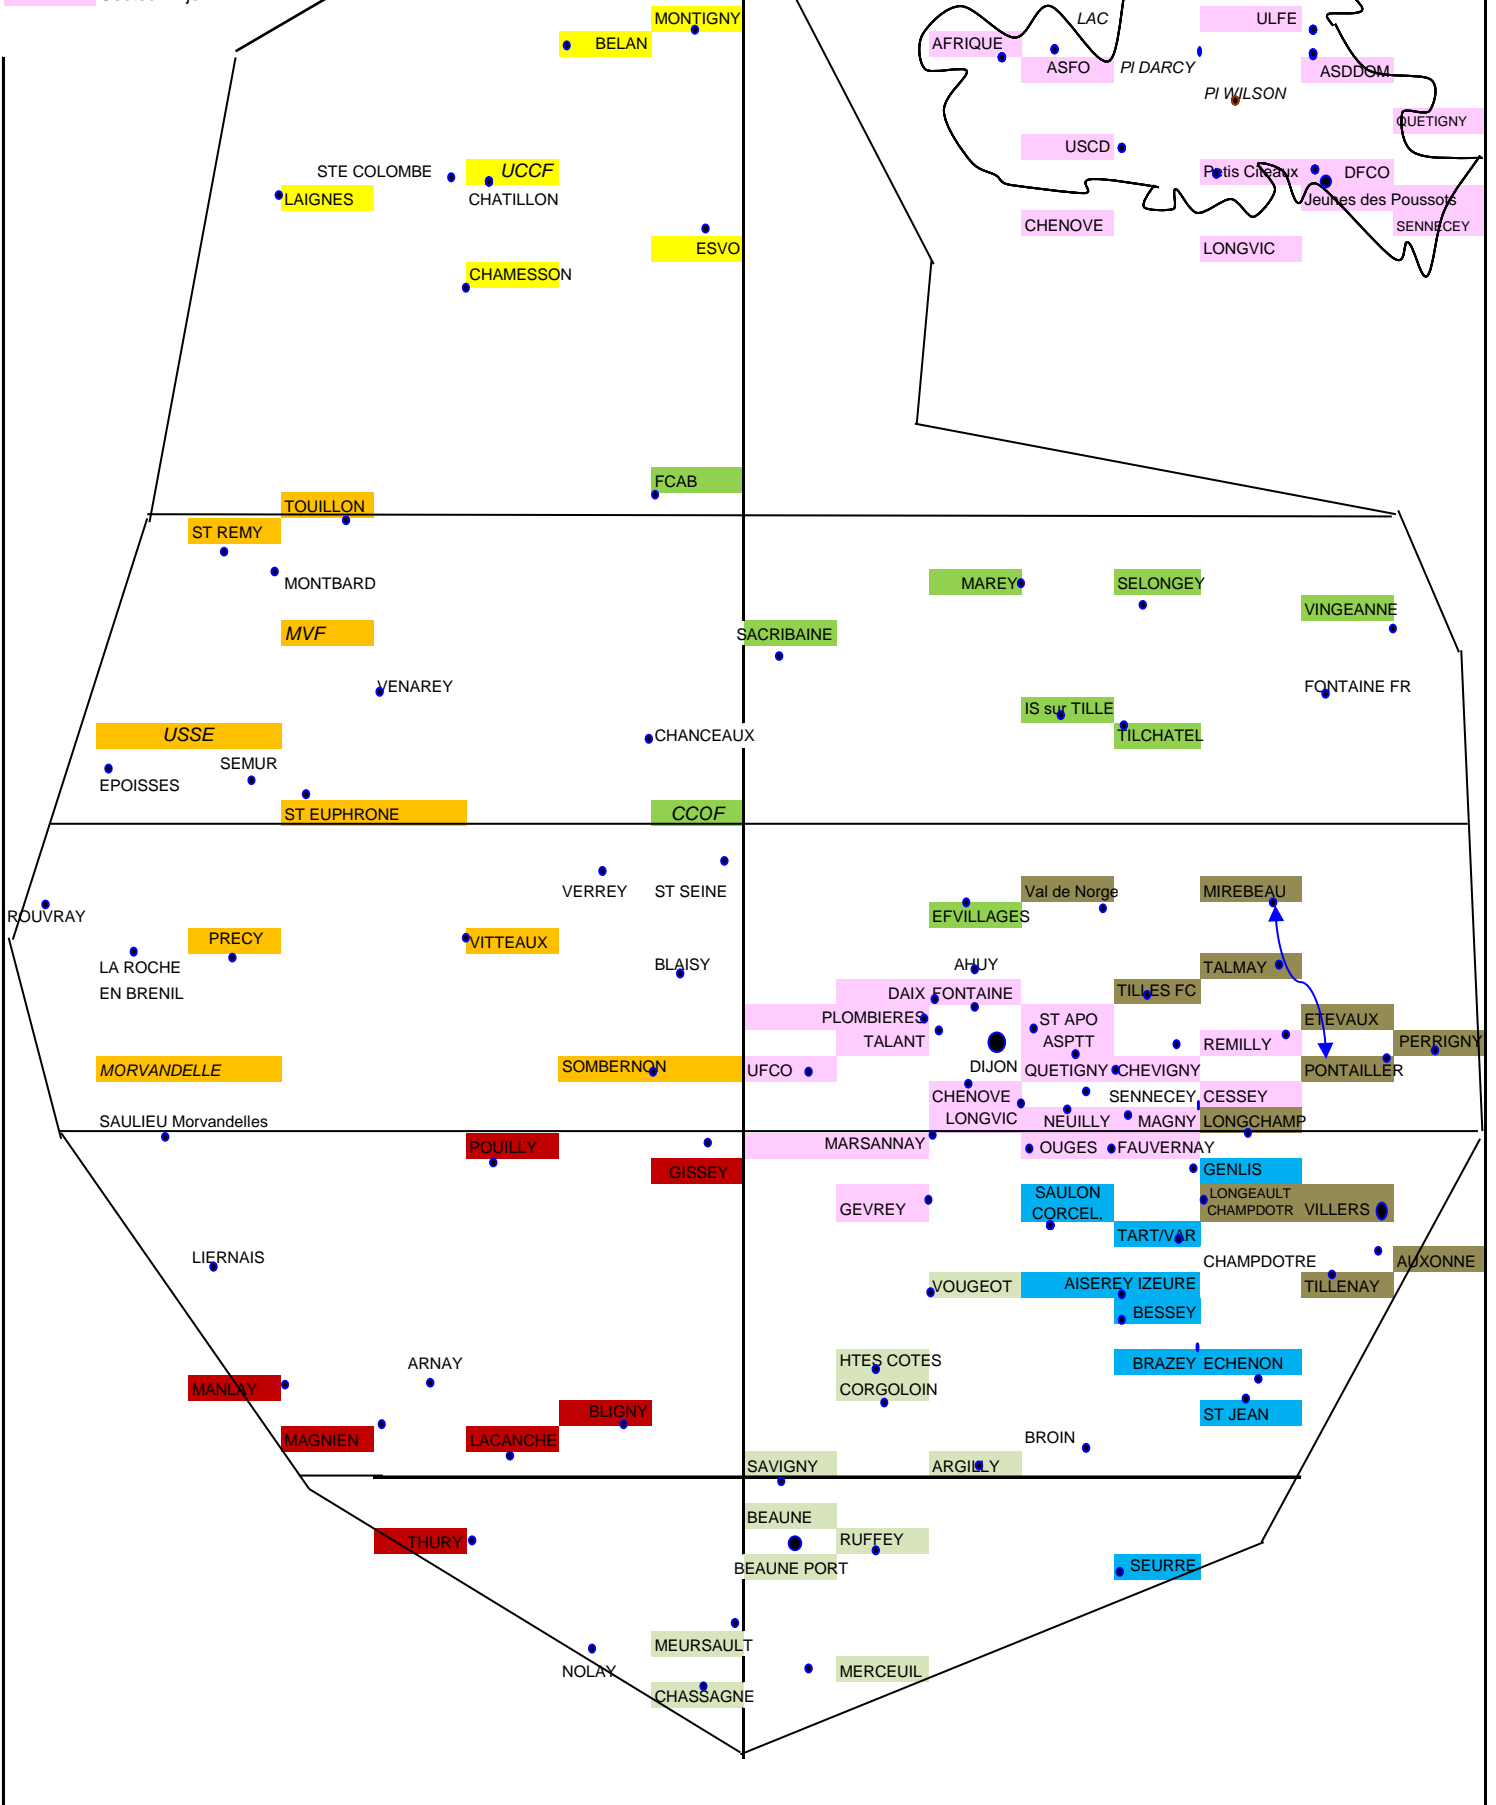 MONTIGNY
LAC
ULFE
BELAN
AFRIQUE
ASFO
PI DARCY
ASDDOM
PI WILSON
QUETIGNY
USCD
STE COLOMBE
UCCF
Petis Citeaux
DFCO
LAIGNES
CHATILLON
Jeunes des Poussots
CHENOVE
SENNECEY
ESVO
LONGVIC
CHAMESSON
FCAB
TOUILLON
ST REMY
MONTBARD
MAREY
SELONGEY
VINGEANNE
MVF
SACRIBAINE
VENAREY
FONTAINE FR
IS sur TILLE
USSE
CHANCEAUX
TILCHATEL
SEMUR
EPOISSES
ST EUPHRONE
CCOF
VERREY
ST SEINE
Val de Norge
MIREBEAU
ROUVRAY
EFVILLAGES
PRECY
VITTEAUX
LA ROCHE
EN BRENIL
BLAISY
AHUY
TALMAY
DAIX
FONTAINE
TILLES FC
PLOMBIERES
ST APO
ETEVAUX
TALANT
ASPTT
REMILLY
PERRIGNY
MORVANDELLE
SOMBERNON
UFCO
DIJON
QUETIGNY
CHEVIGNY
PONTAILLER
CHENOVE
SENNECEY
CESSEY
SAULIEU Morvandelles
LONGVIC
NEUILLY
MAGNY
LONGCHAMP
POUILLY
MARSANNAY
OUGES
FAUVERNAY
GISSEY
GENLIS
GEVREY
SAULON
CORCEL.
LONGEAULT
CHAMPDOTR
VILLERS
TART/VAR
LIERNAIS
CHAMPDOTRE
AUXONNE
VOUGEOT
AISEREY IZEURE
TILLENAY
BESSEY
ARNAY
HTES COTES
BRAZEY
ECHENON
MANLAY
CORGOLOIN
BLIGNY
ST JEAN
MAGNIEN
LACANCHE
BROIN
SAVIGNY
ARGILLY
BEAUNE
THURY
RUFFEY
BEAUNE PORT
SEURRE
MEURSAULT
NOLAY
MERCEUIL
CHASSAGNE